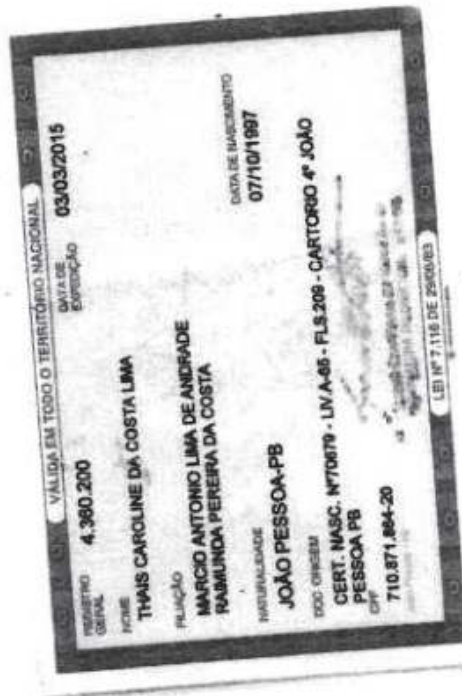 VÁLIDA EM TODO O TERRITÓRIO NACIONAL
REGISTRO GERAL 4.360.200 DATA DE EXPEDIÇÃO 03/03/2015
NOME
THAIS CAROLINE DA COSTA LIMA
FILIAÇÃO
MARCIO ANTONIO LIMA DE ANDRADE
RAIMUNDA PEREIRA DA COSTA
NATURALIDADE DATA DE NASCIMENTO
JOÃO PESSOA-PB 07/10/1997
DOC ORIGEM
CERT. NASC. Nº70679 - LIV.A-65 - FLS.209 - CARTORIO 4º JOÃO
PESSOA PB
CPF
710.871.864-20
LEI Nº 7.116 DE 29/08/83